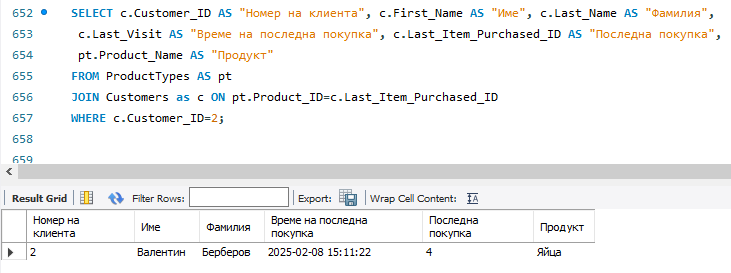 652 SELECT c.Customer_ID AS "Номер на клиента", c.First_Name AS "Име", c.Last_Name AS "Фамилия",
653 c.Last_Visit AS "Време на последна покупка", c.Last_Item_Purchased_ID AS "Последна покупка",
654 pt.Product_Name AS "Продукт"
655 FROM ProductTypes AS pt
656 JOIN Customers as c ON pt.Product_ID=c.Last_Item_Purchased_ID
657 WHERE c.Customer_ID=2;
658
659
Result Grid Filter Rows: Export: Wrap Cell Content: IA
Номер на клиента Име Фамилия Време на последна покупка Последна покупка Продукт
2 Валентин Берберов 2025-02-08 15:11:22 4 Яйца